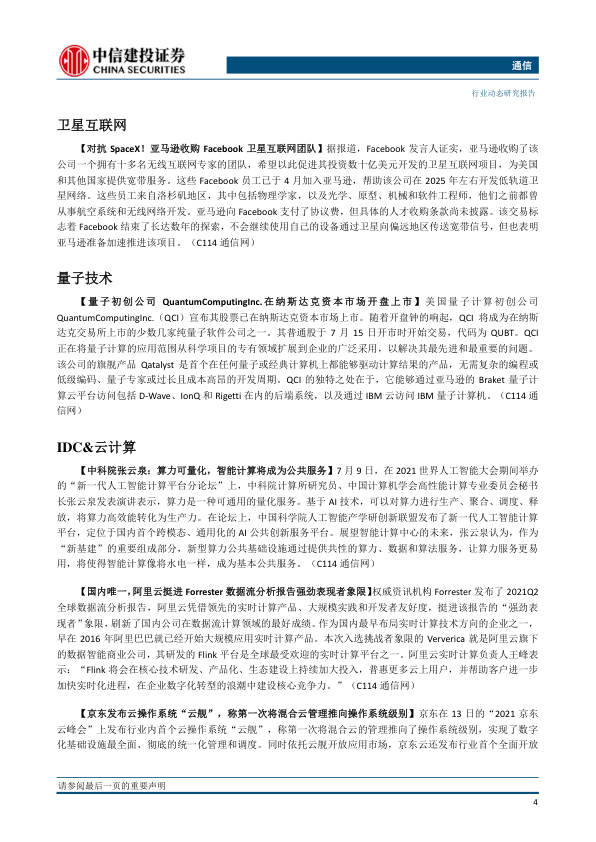 中信建投证券
CHINA SECURITIES
通信
行业动态研究报告
卫星互联网
【对抗 SpaceX！亚马逊收购 Facebook 卫星互联网团队】据报道，Facebook 发言人证实，亚马逊收购了该
公司一个拥有十多名无线互联网专家的团队，希望以此促进其投资数十亿美元开发的卫星互联网项目，为美国
和其他国家提供宽带服务。这些 Facebook 员工已于 4 月加入亚马逊，帮助该公司在 2025 年左右开发低轨道卫
星网络。这些员工来自洛杉矶地区，其中包括物理学家，以及光学、原型、机械和软件工程师，他们之前都曾
从事航空系统和无线网络开发。亚马逊向 Facebook 支付了协议费，但具体的人才收购条款尚未披露。该交易标
志着 Facebook 结束了长达数年的探索，不会继续使用自己的设备通过卫星向偏远地区传送宽带信号，但也表明
亚马逊准备加速推进该项目。（C114 通信网）
量子技术
【量子初创公司 QuantumComputingInc.在纳斯达克资本市场开盘上市】美国量子计算初创公司
QuantumComputingInc.（QCI）宣布其股票已在纳斯达克资本市场上市。随着开盘钟的响起，QCI 将成为在纳斯
达克交易所上市的少数几家纯量子软件公司之一。其普通股于 7 月 15 日开市时开始交易，代码为 QUBT。QCI
正在将量子计算的应用范围从科学项目的专有领域扩展到企业的广泛采用，以解决其最先进和最重要的问题。
该公司的旗舰产品 Qatalyst 是首个在任何量子或经典计算机上都能够驱动计算结果的产品，无需复杂的编程或
低级编码、量子专家或过长且成本高昂的开发周期。QCI 的独特之处在于，它能够通过亚马逊的 Braket 量子计
算云平台访问包括 D-Wave、IonQ 和 Rigetti 在内的后端系统，以及通过 IBM 云访问 IBM 量子计算机。（C114 通
信网）
IDC&云计算
【中科院张云泉：算力可量化，智能计算将成为公共服务】7 月 9 日，在 2021 世界人工智能大会期间举办
的“新一代人工智能计算平台分论坛”上，中科院计算所研究员、中国计算机学会高性能计算专业委员会秘书
长张云泉发表演讲表示，算力是一种可通用的量化服务。基于 AI 技术，可以对算力进行生产、聚合、调度、释
放，将算力高效能转化为生产力。在论坛上，中国科学院人工智能产学研创新联盟发布了新一代人工智能计算
平台，定位于国内首个跨模态、通用化的 AI 公共创新服务平台。展望智能计算中心的未来，张云泉认为，作为
“新基建”的重要组成部分，新型算力公共基础设施通过提供共性的算力、数据和算法服务，让算力服务更易
用，将使得智能计算像水电一样，成为基本公共服务。（C114 通信网）
【国内唯一，阿里云挺进 Forrester 数据流分析报告强劲表现者象限】权威资讯机构 Forrester 发布了 2021Q2
全球数据流分析报告，阿里云凭借领先的实时计算产品、大规模实践和开发者友好度，挺进该报告的“强劲表
现者”象限，刷新了国内公司在数据流计算领域的最好成绩。作为国内最早布局实时计算技术方向的企业之一，
早在 2016 年阿里巴巴就已经开始大规模应用实时计算产品。本次入选挑战者象限的 Ververica 就是阿里云旗下
的数据智能商业公司，其研发的 Flink 平台是全球最受欢迎的实时计算平台之一。阿里云实时计算负责人王峰表
示：“Flink 将会在核心技术研发、产品化、生态建设上持续加大投入，普惠更多云上用户，并帮助客户进一步
加快实时化进程，在企业数字化转型的浪潮中建设核心竞争力。”（C114 通信网）
【京东发布云操作系统“云舰”，称第一次将混合云管理推向操作系统级别】京东在 13 日的“2021 京东
云峰会”上发布行业内首个云操作系统“云舰”，称第一次将混合云的管理推向了操作系统级别，实现了数字
化基础设施最全面、彻底的统一化管理和调度。同时依托云舰开放应用市场，京东云还发布行业首个全面开放
请参阅最后一页的重要声明
4